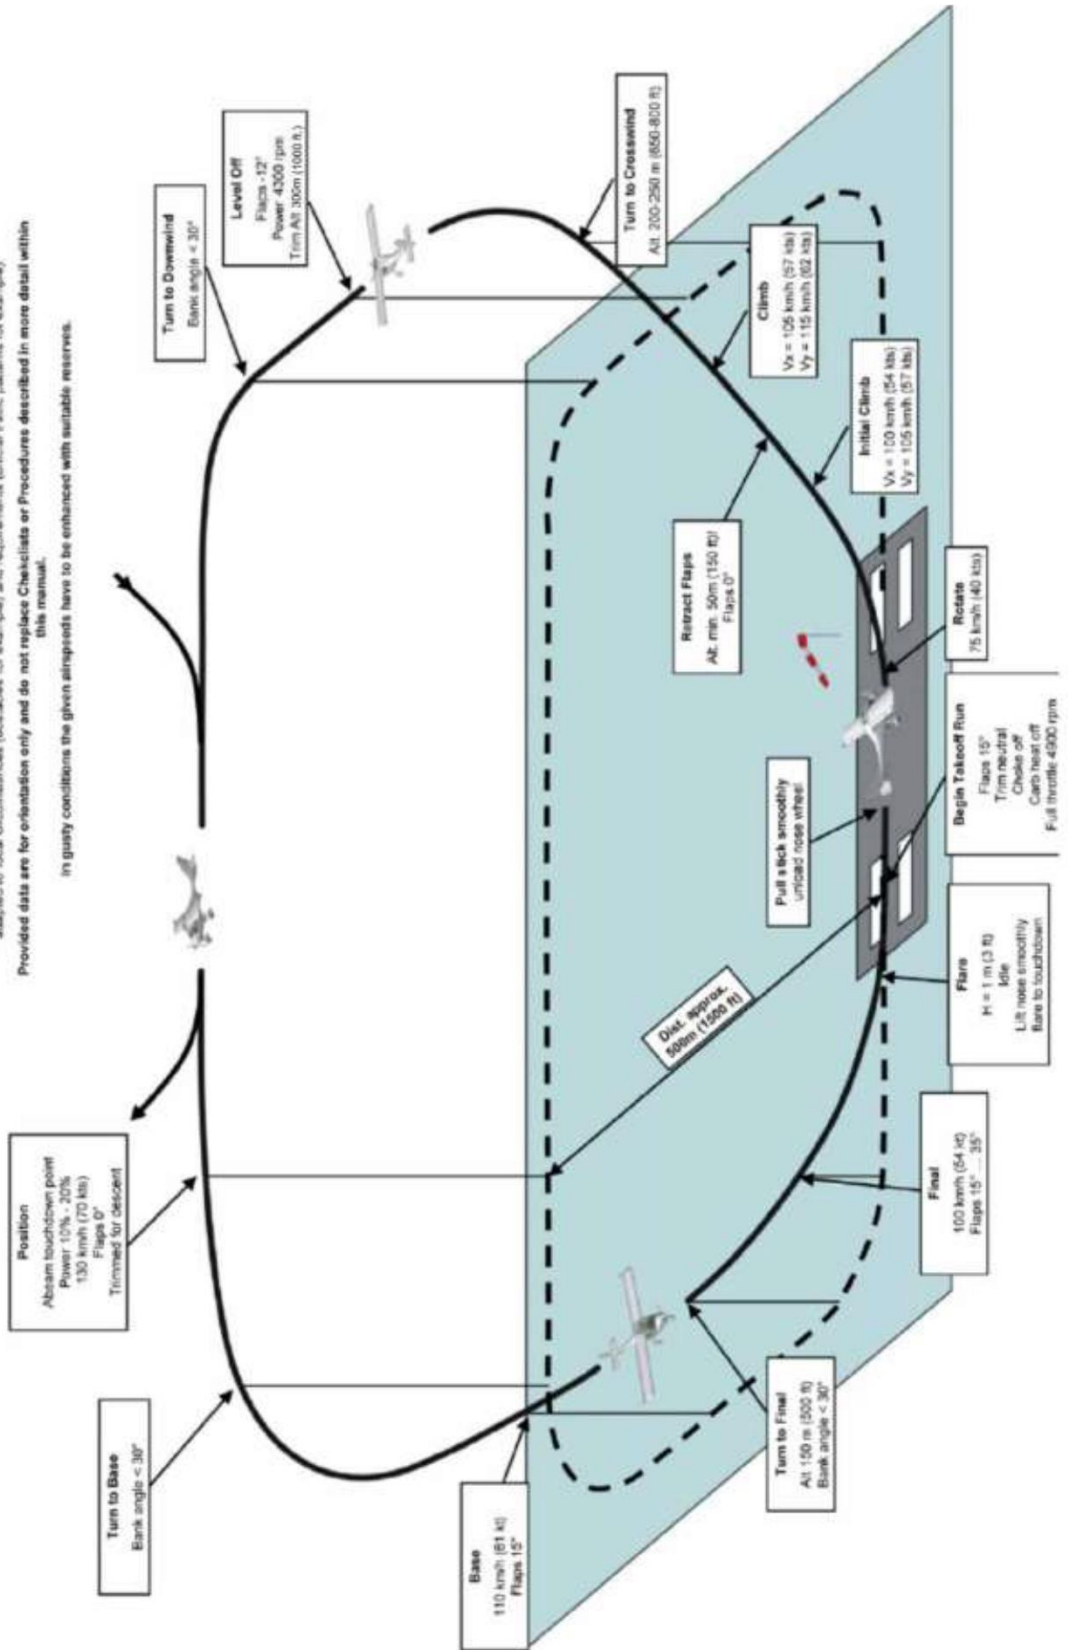 Provided data are for orientation only and do not replace Chekclists or Procedures described in more detail within
this manual.
In gusty conditions the given airspeeds have to be enhanced with suitable reserves.
Position
Abeam touchdown point
Power 10% - 20%
130 km/h (70 kts)
Flaps 0°
Trimmed for descent
Turn to Downwind
Bank angle < 30°
Level Off
Flaps -12°
Power 4300 rpm
Trim Alt 300m (1000 ft.)
Turn to Base
Bank angle < 30°
Turn to Crosswind
Alt. 200-250 m (650-800 ft)
Base
110 km/h (61 kt)
Flaps 15°
Dist. approx.
500m (1500 ft)
Retract Flaps
Alt. min. 50m (150 ft)!
Flaps 0°
Climb
Vx = 105 km/h (57 kts)
Vy = 115 km/h (62 kts)
Turn to Final
Alt 150 m (500 ft)
Bank angle < 30°
Pull stick smoothly
unload nose wheel
Initial Climb
Vx = 100 km/h (54 kts)
Vy = 105 km/h (57 kts)
Final
100 km/h (54 kt)
Flaps 15° ... 35°
Flare
H = 1 m (3 ft)
Idle
Lift nose smoothly
flare to touchdown
Begin Takeoff Run
Flaps 15°
Trim neutral
Choke off
Carb heat off
Full throttle 4900 rpm
Rotate
75 km/h (40 kts)